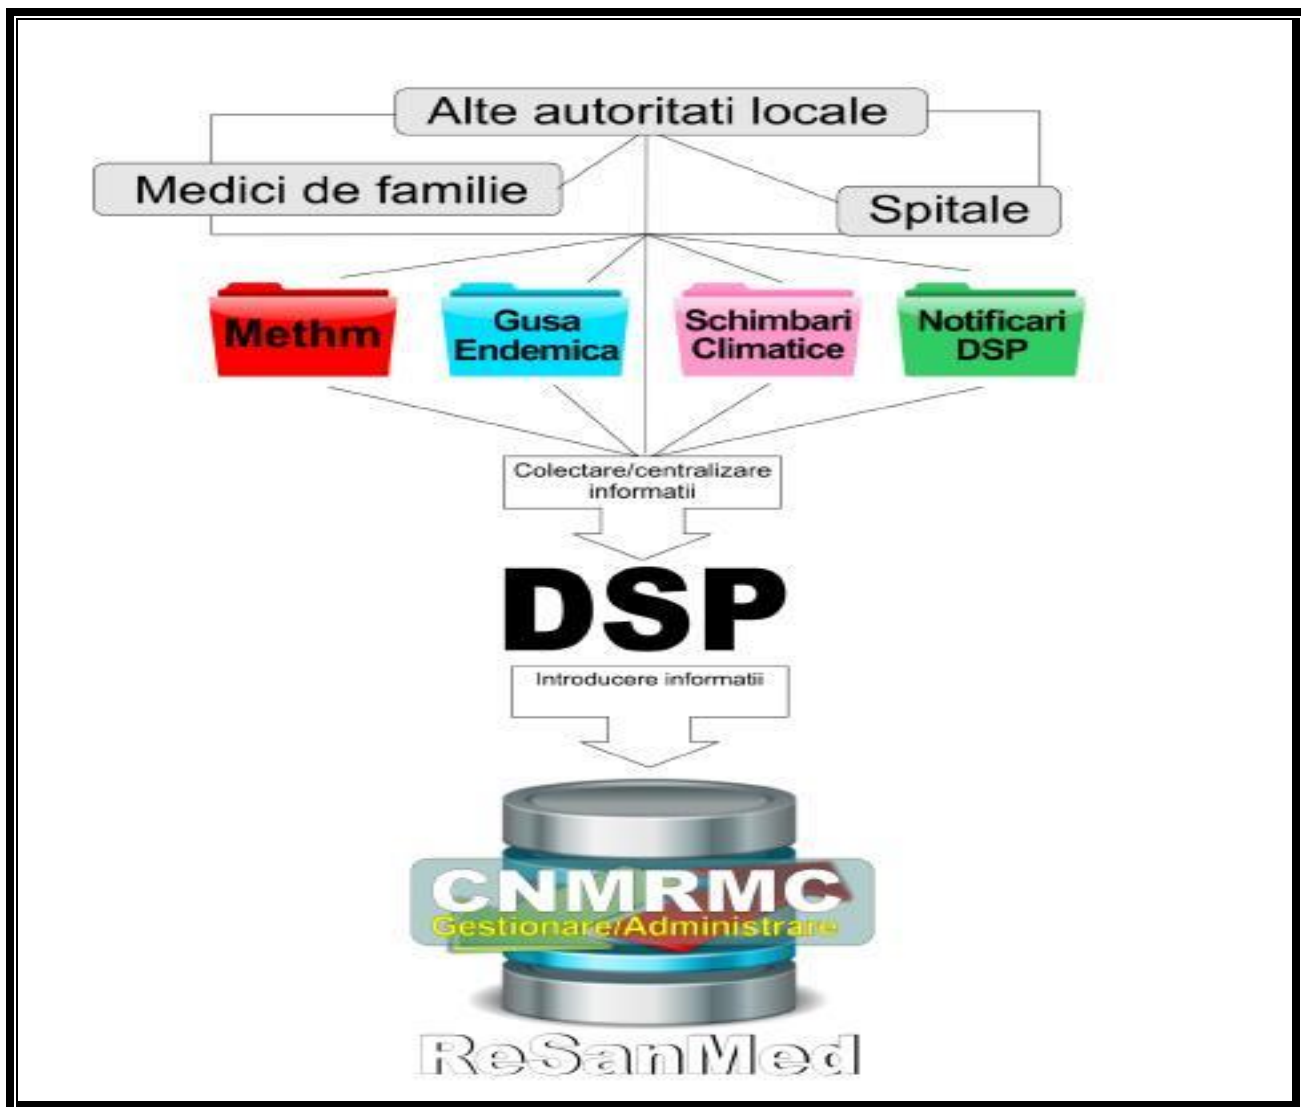 Alte autoritati locale
Medici de familie
Spitale
Methm
Gusa
Endemica
Schimbari
Climatice
Notificari
DSP
Colectare/centralizare
informatii
DSP
Introducere informatii
CNMRMC
Gestionare/Administrare
ReSanMed